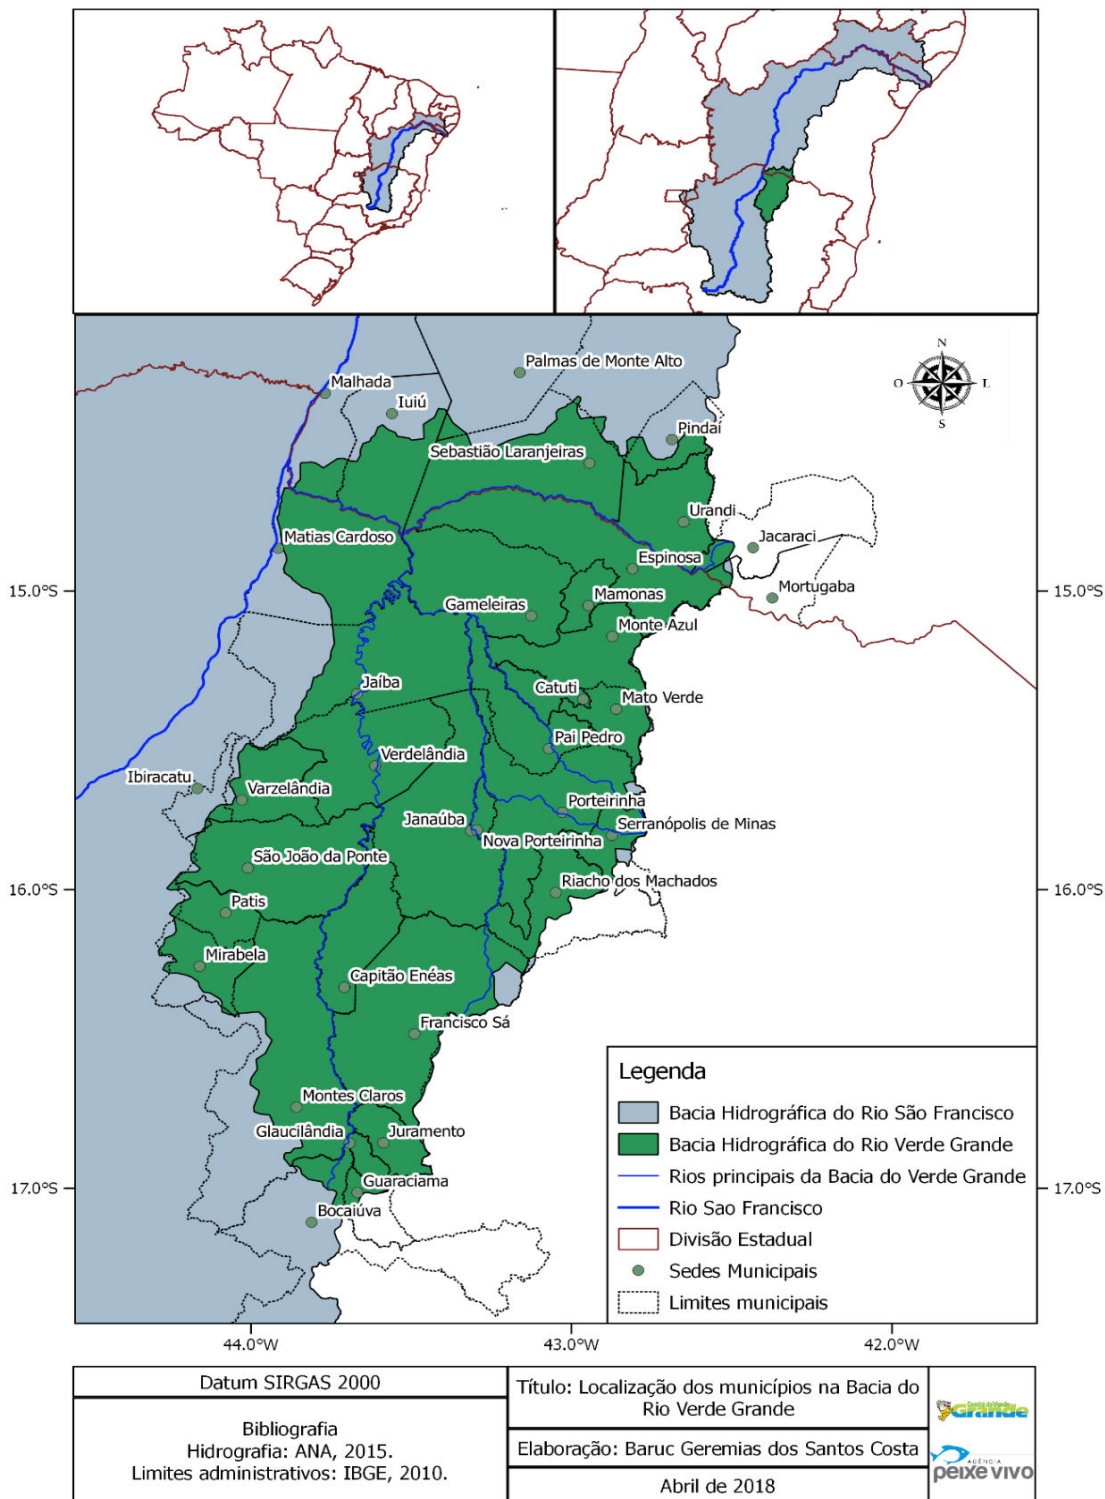 Palmas de Monte Alto
Malhada
Iuiú
Pindaí
Sebastião Laranjeiras
Urandi
Matias Cardoso
Jacaraci
Espinosa
Mortugaba
Mamonas
Gameleiras
Monte Azul
Jaíba
Catuti
Mato Verde
Pai Pedro
Verdelândia
Ibiracatu
Varzelândia
Porteirinha
Janaúba
Serranópolis de Minas
Nova Porteirinha
São João da Ponte
Riacho dos Machados
Patis
Mirabela
Capitão Enéas
Francisco Sá
Montes Claros
Glaucilândia
Juramento
Guaraciama
Bocaiúva
N
O
L
S
15.0°S
15.0°S
16.0°S
16.0°S
17.0°S
17.0°S
44.0°W
43.0°W
42.0°W
Legenda
Bacia Hidrográfica do Rio São Francisco
Bacia Hidrográfica do Rio Verde Grande
Rios principais da Bacia do Verde Grande
Rio Sao Francisco
Divisão Estadual
Sedes Municipais
Limites municipais
Datum SIRGAS 2000
Bibliografia
Hidrografia: ANA, 2015.
Limites administrativos: IBGE, 2010.
Título: Localização dos municípios na Bacia do
Rio Verde Grande
Elaboração: Baruc Geremias dos Santos Costa
Abril de 2018
Comitê do Verde
Grande
AGÊNCIA
peixe vivo